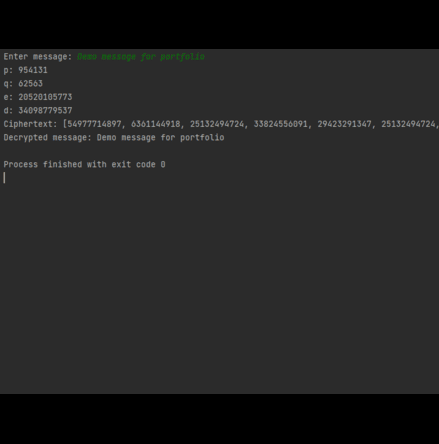 Enter message: Demo message for portfolio
p: 954131
q: 62563
e: 20520105773
d: 34098779537
Ciphertext: [54977714897, 6361144918, 25132494724, 33824556091, 29423291347, 25132494724,
Decrypted message: Demo message for portfolio
Process finished with exit code 0